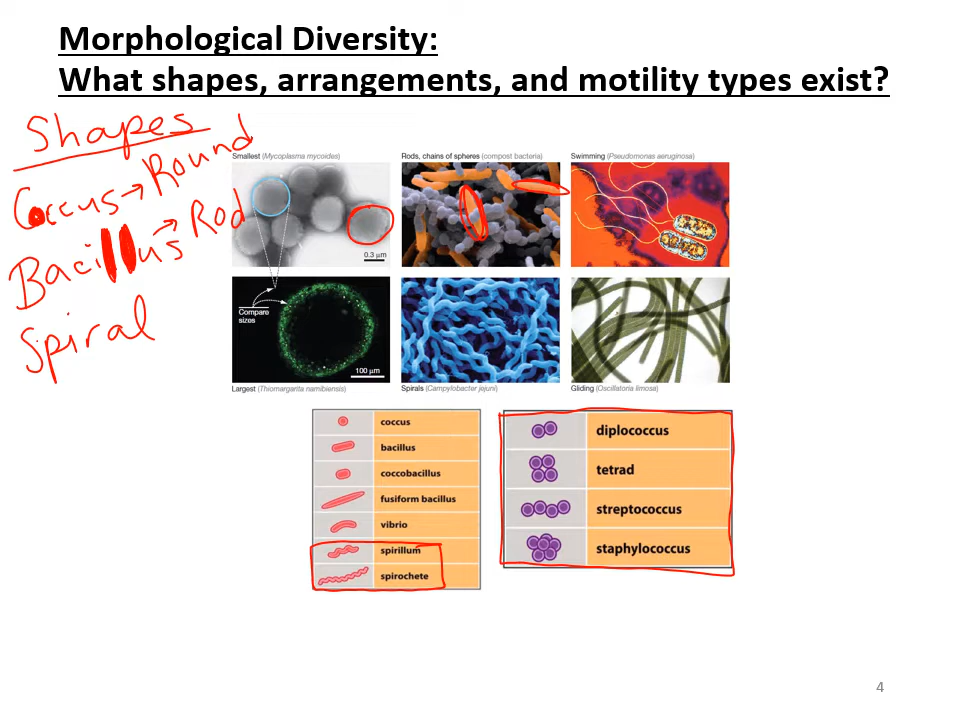 Morphological Diversity:
What shapes, arrangements, and motility types exist?
Shapes
Coccus → Round
Bacillus → Rod
Spiral
Smallest (Mycoplasma mycoides)
0.3 µm
Rods, chains of spheres (compost bacteria)
Swimming (Pseudomonas aeruginosa)
Compare
sizes
100 µm
Largest (Thiomargarita namibiensis)
Spirals (Campylobacter jejuni)
Gliding (Oscillatoria limosa)
coccus
bacillus
coccobacillus
fusiform bacillus
vibrio
spirillum
spirochete
diplococcus
tetrad
streptococcus
staphylococcus
4